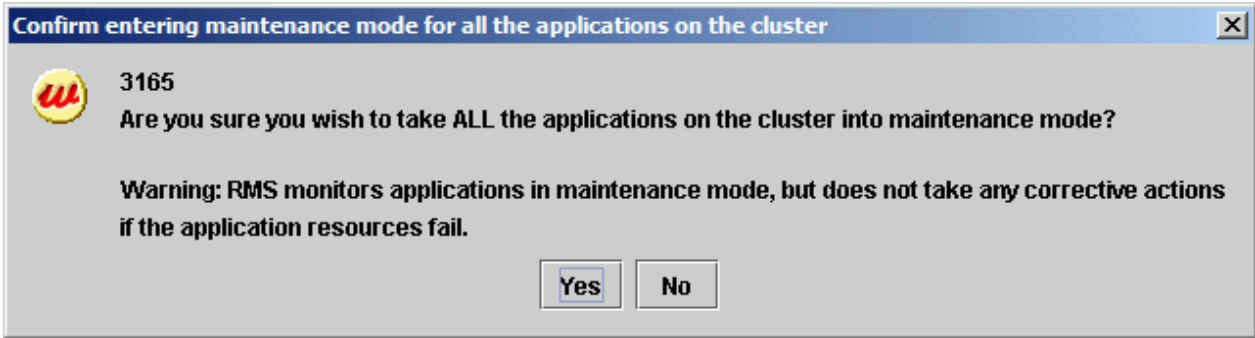 Confirm entering maintenance mode for all the applications on the cluster
3165
Are you sure you wish to take ALL the applications on the cluster into maintenance mode?
Warning: RMS monitors applications in maintenance mode, but does not take any corrective actions
if the application resources fail.
Yes No